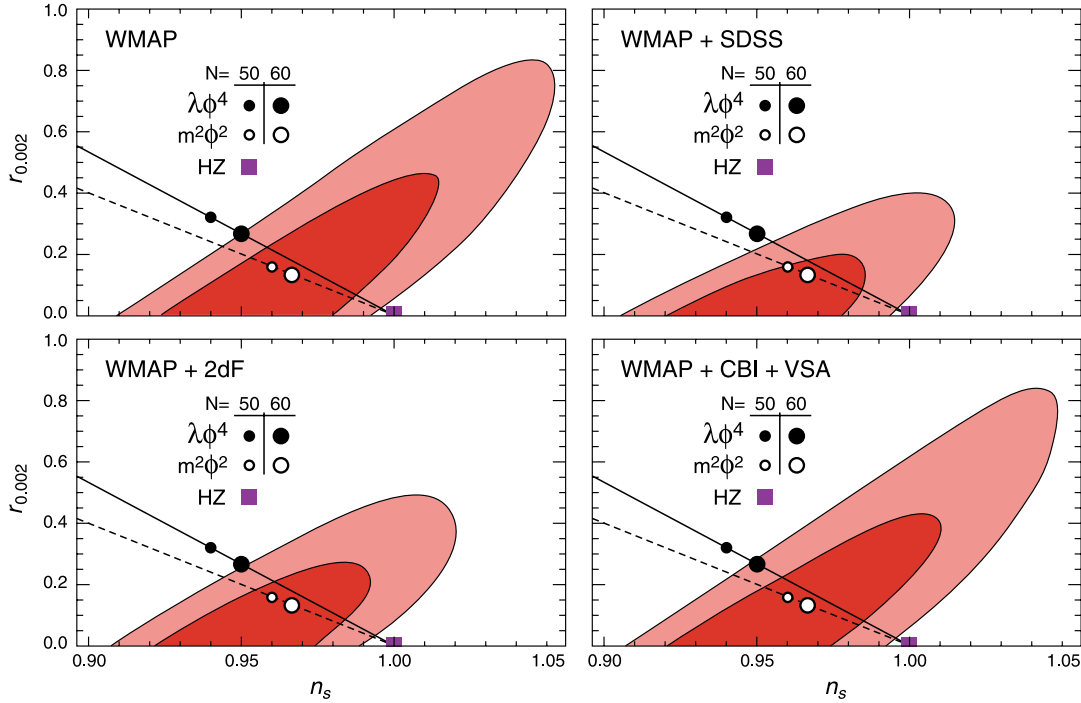 1.0
WMAP
WMAP + SDSS
N= 50 60
N= 50 60
0.8
λϕ⁴
λϕ⁴
m²ϕ²
m²ϕ²
0.6
HZ
HZ
r0.002
0.4
0.2
0.0
1.0
WMAP + 2dF
WMAP + CBI + VSA
N= 50 60
N= 50 60
0.8
λϕ⁴
λϕ⁴
m²ϕ²
m²ϕ²
0.6
HZ
HZ
r0.002
0.4
0.2
0.0
0.90 0.95 1.00 1.05
0.90 0.95 1.00 1.05
ns
ns